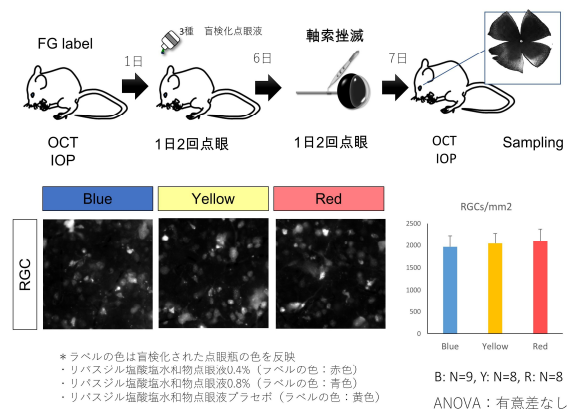 FG label
1日
3種 盲検化点眼液
6日
軸索挫滅
7日
OCT
IOP
1日2回点眼
1日2回点眼
OCT
IOP
Sampling
Blue
Yellow
Red
RGC
RGCs/mm2
2500
2000
1500
1000
500
0
Blue
Yellow
Red
B: N=9, Y: N=8, R: N=8
ANOVA：有意差なし
＊ラベルの色は盲検化された点眼瓶の色を反映
・リパスジル塩酸塩水和物点眼液0.4%（ラベルの色：赤色）
・リパスジル塩酸塩水和物点眼液0.8%（ラベルの色：青色）
・リパスジル塩酸塩水和物点眼液プラセボ（ラベルの色：黄色）